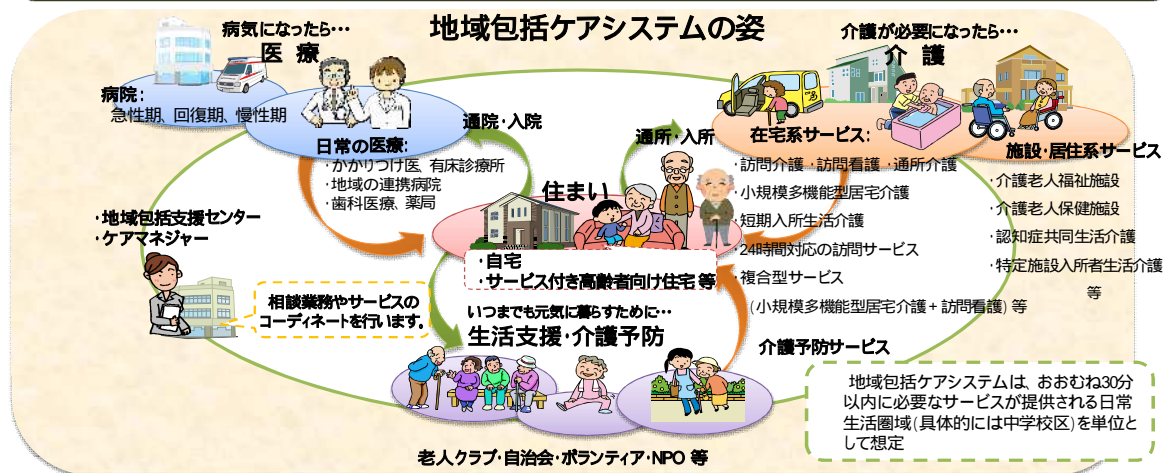 地域包括ケアシステムの姿
病気になったら･･･
医 療
病院：
急性期、回復期、慢性期
日常の医療：
・かかりつけ医、有床診療所
・地域の連携病院
・歯科医療、薬局
通院・入院
通所・入所
介護が必要になったら･･･
介 護
在宅系サービス：
・訪問介護 ・訪問看護 ・通所介護
・小規模多機能型居宅介護
・短期入所生活介護
・24時間対応の訪問サービス
・複合型サービス
(小規模多機能型居宅介護＋訪問看護) 等
施設・居住系サービス
・介護老人福祉施設
・介護老人保健施設
・認知症共同生活介護
・特定施設入所者生活介護
等
住まい
・自宅
・サービス付き高齢者向け住宅 等
・地域包括支援センター
・ケアマネジャー
相談業務やサービスの
コーディネートを行います。
いつまでも元気に暮らすために･･･
生活支援・介護予防
介護予防サービス
老人クラブ・自治会・ボランティア・NPO 等
地域包括ケアシステムは、おおむね30分
以内に必要なサービスが提供される日常
生活圏域(具体的には中学校区)を単位と
して想定